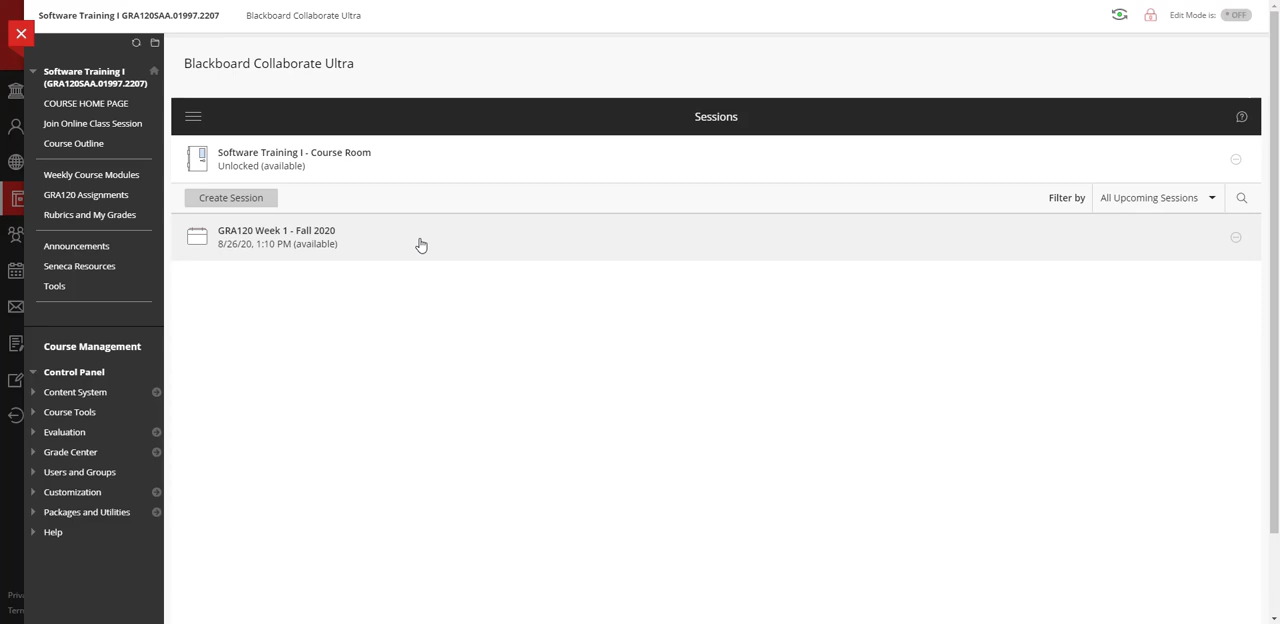 Software Training I GRA120SAA.01997.2207
Blackboard Collaborate Ultra
Edit Mode is:
OFF
Software Training I
(GRA120SAA.01997.2207)
COURSE HOME PAGE
Join Online Class Session
Course Outline
Weekly Course Modules
GRA120 Assignments
Rubrics and My Grades
Announcements
Seneca Resources
Tools
Course Management
Control Panel
Content System
Course Tools
Evaluation
Grade Center
Users and Groups
Customization
Packages and Utilities
Help
Priva
Term
Blackboard Collaborate Ultra
Sessions
Software Training I - Course Room
Unlocked (available)
Create Session
Filter by
All Upcoming Sessions
GRA120 Week 1 - Fall 2020
8/26/20, 1:10 PM (available)